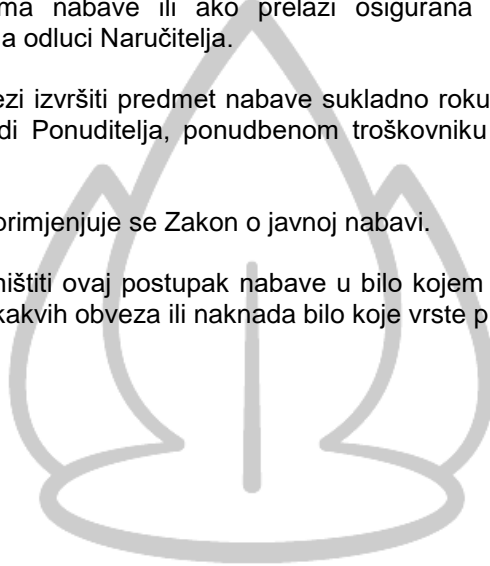 ma nabave ili ako prelazi osigurana
a odluci Naručitelja.
ezi izvršiti predmet nabave sukladno roku
di Ponuditelja, ponudbenom troškovniku
primjenjuje se Zakon o javnoj nabavi.
ništiti ovaj postupak nabave u bilo kojem
kakvih obveza ili naknada bilo koje vrste p